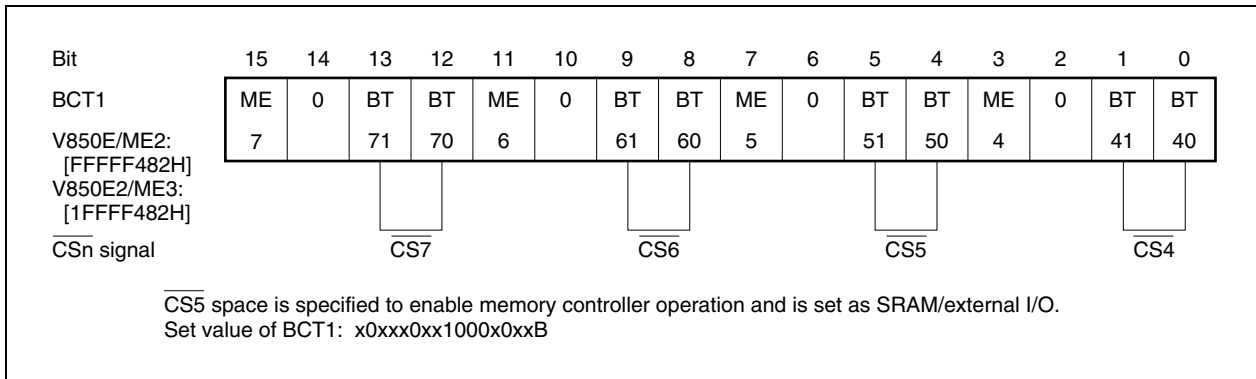 Bit 15 14 13 12 11 10 9 8 7 6 5 4 3 2 1 0
BCT1 ME 0 BT BT ME 0 BT BT ME 0 BT BT ME 0 BT BT
V850E/ME2: 7 71 70 6 61 60 5 51 50 4 41 40
[FFFFF482H]
V850E2/ME3:
[1FFFF482H]
CSn signal CS7 CS6 CS5 CS4
CS5 space is specified to enable memory controller operation and is set as SRAM/external I/O.
Set value of BCT1: x0xxx0xx1000x0xxB